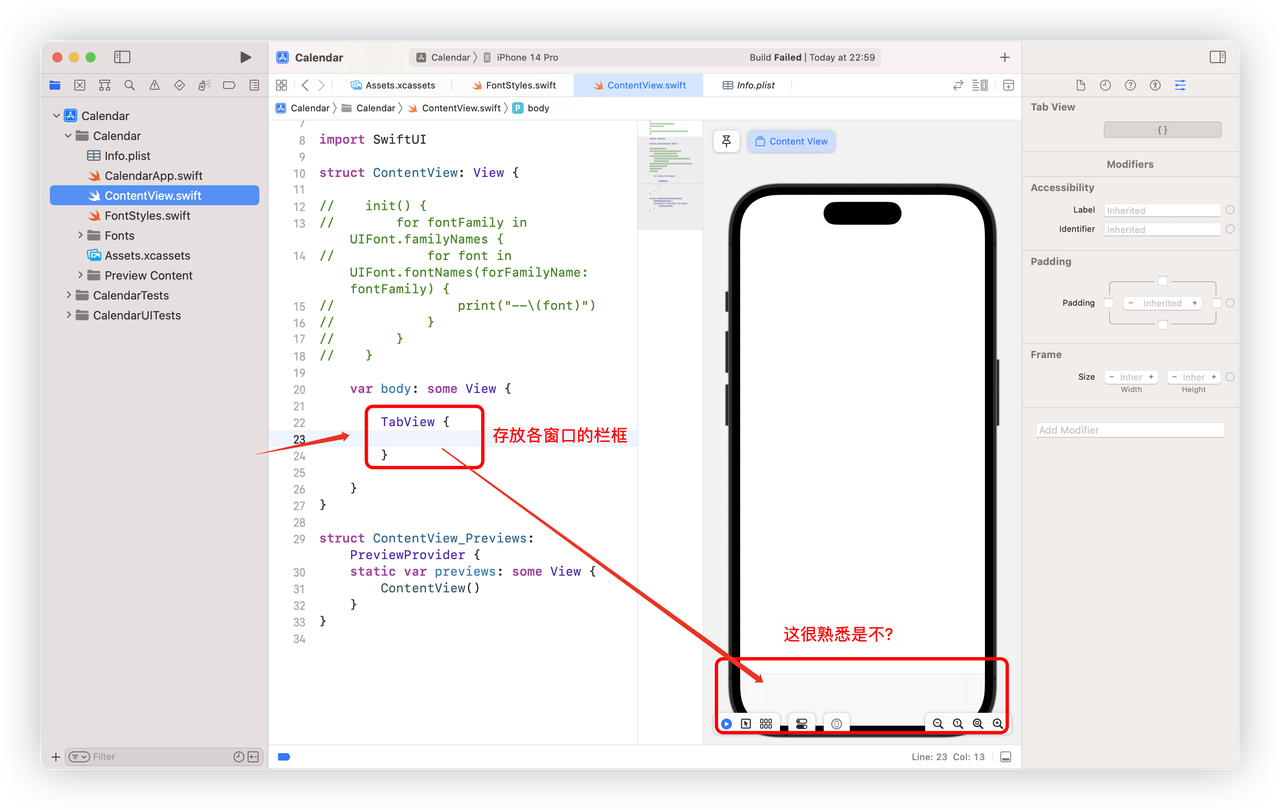 Calendar
Calendar 〉 iPhone 14 Pro
Build Failed | Today at 22:59
Assets.xcassets
FontStyles.swift
ContentView.swift
Info.plist
Calendar 〉 Calendar 〉 ContentView.swift 〉 P body
Calendar
Calendar
Info.plist
CalendarApp.swift
ContentView.swift
FontStyles.swift
Fonts
Assets.xcassets
Preview Content
CalendarTests
CalendarUITests
Filter
7
8 import SwiftUI
9
10 struct ContentView: View {
11
12 //    init() {
13 //        for fontFamily in
UIFont.familyNames {
14 //            for font in
UIFont.fontNames(forFamilyName:
fontFamily) {
15 //                print("--\(font)")
16 //            }
17 //        }
18 //    }
19
20 var body: some View {
21
22 TabView {
23
24 }
25
26 }
27 }
28
29 struct ContentView_Previews:
PreviewProvider {
30 static var previews: some View {
31 ContentView()
32 }
33 }
34
存放各窗口的栏框
Content View
这很熟悉是不?
Line: 23 Col: 13
Tab View
{ }
Modifiers
Accessibility
Label Inherited
Identifier Inherited
Padding
Padding − Inherited +
Frame
Size − Inher + − Inher +
Width Height
Add Modifier